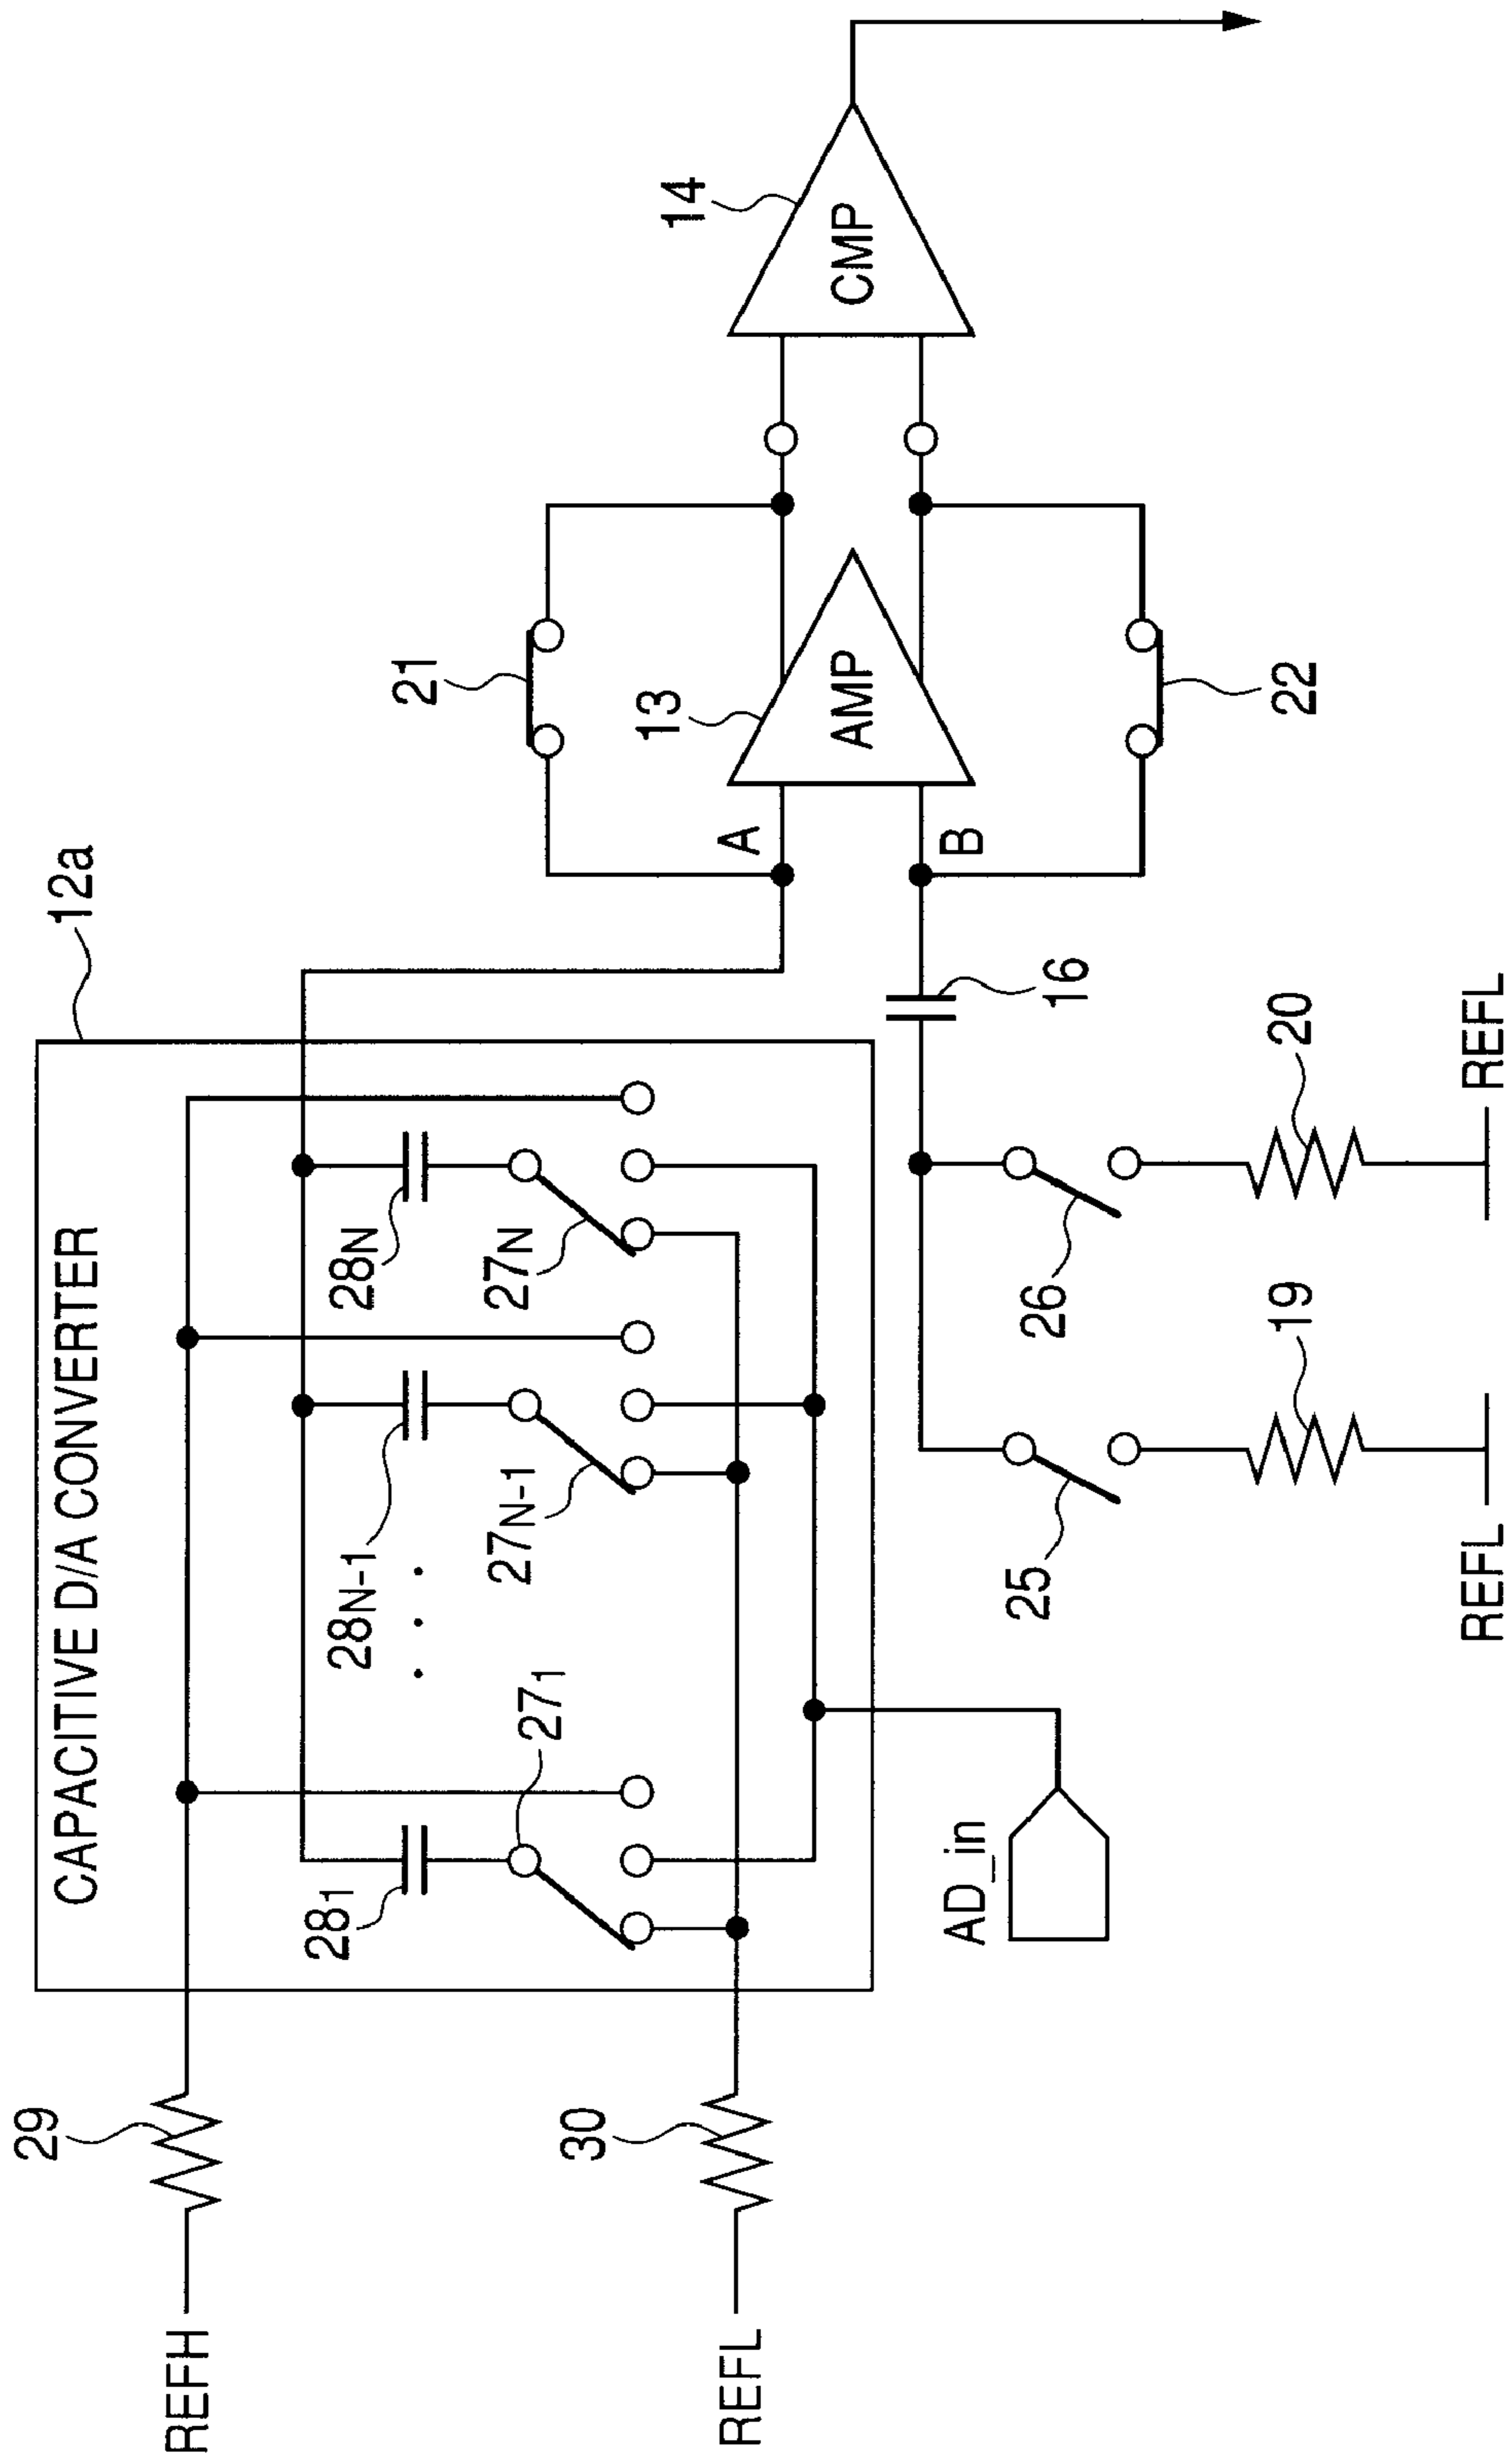 CAPACITIVE D/A CONVERTER
12a
29
REFH
30
REFL
28₁
27₁
28N-1
27N-1
28N
27N
AD_in
21
13
AMP
A
B
22
14
CMP
16
25
26
19
20
REFL
REFL